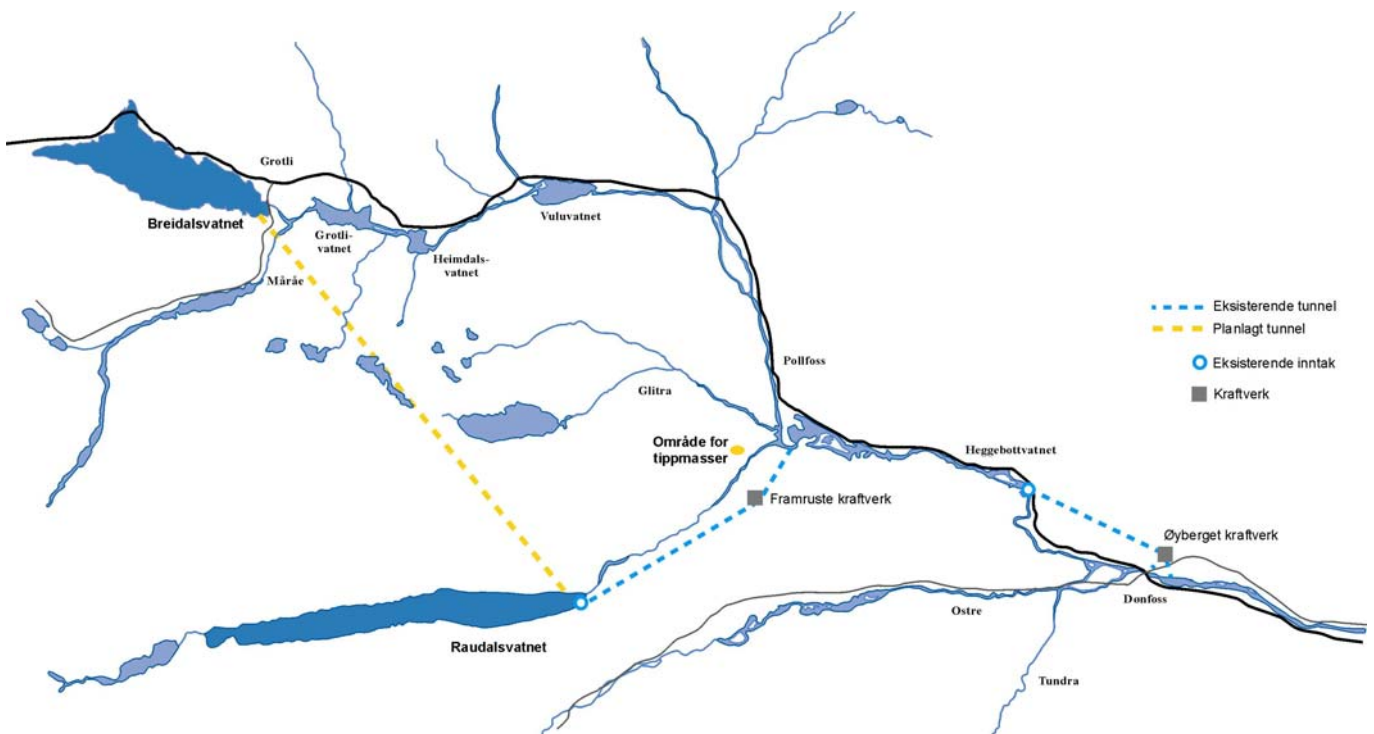 Grotli
Breidalsvatnet
Grotli-
vatnet
Vuluvatnet
Heimdals-
vatnet
Måråe
Eksisterende tunnel
Planlagt tunnel
Eksisterende inntak
Kraftverk
Pollfoss
Glitra
Område for
tippmasser
Heggebottvatnet
Framruste kraftverk
Øyberget kraftverk
Ostre
Dønfoss
Raudalsvatnet
Tundra